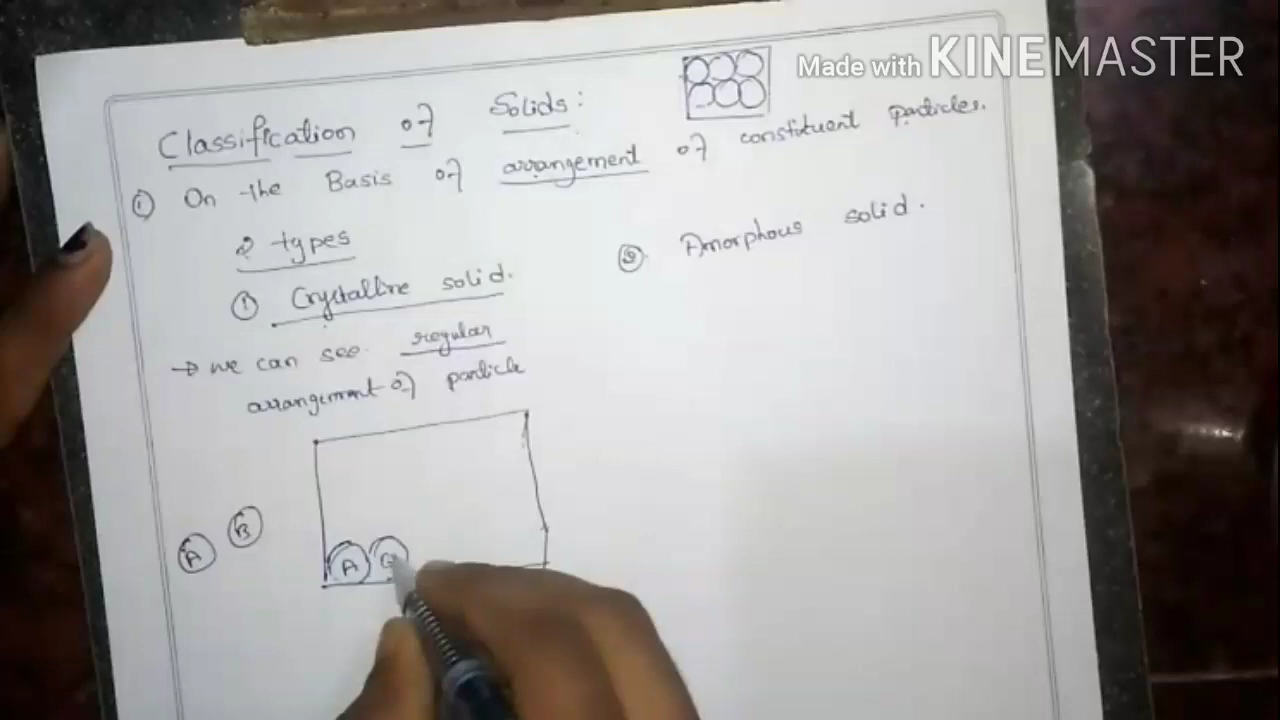 Made with KINEMASTER
Classification of Solids:
① On the Basis of arrangement of constituent particles.
2 types
① Crystalline solid.
② Amorphous solid.
→ we can see regular
arrangement of particle
A B
A B